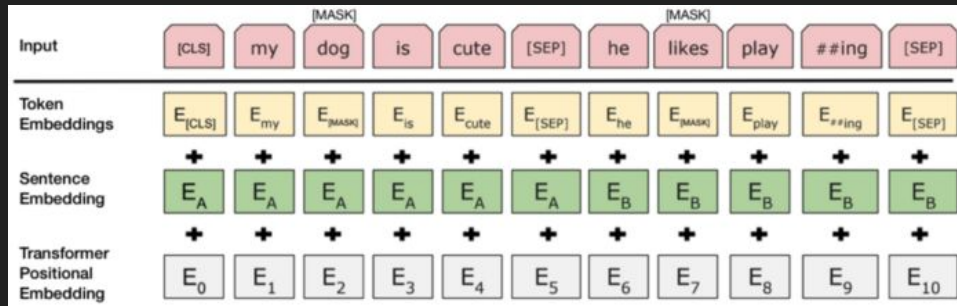 [MASK] [MASK]
Input [CLS] my dog is cute [SEP] he likes play ##ing [SEP]
Token
Embeddings
E[CLS] Emy E[MASK] Eis Ecute E[SEP] Ehe E[MASK] Eplay E##ing E[SEP]
+ + + + + + + + + + +
Sentence
Embedding
EA EA EA EA EA EA EB EB EB EB EB
+ + + + + + + + + + +
Transformer
Positional
Embedding
E0 E1 E2 E3 E4 E5 E6 E7 E8 E9 E10